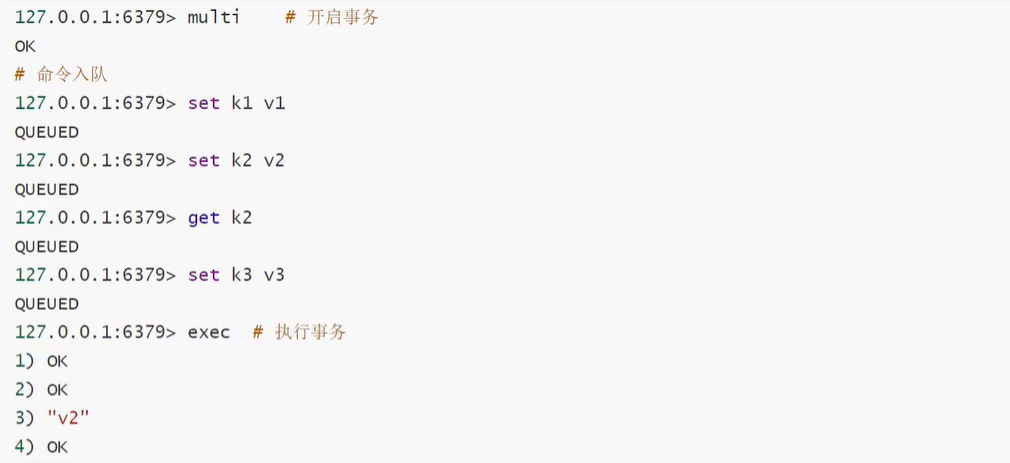 127.0.0.1:6379> multi    # 开启事务
OK
# 命令入队
127.0.0.1:6379> set k1 v1
QUEUED
127.0.0.1:6379> set k2 v2
QUEUED
127.0.0.1:6379> get k2
QUEUED
127.0.0.1:6379> set k3 v3
QUEUED
127.0.0.1:6379> exec  # 执行事务
1) OK
2) OK
3) "v2"
4) OK